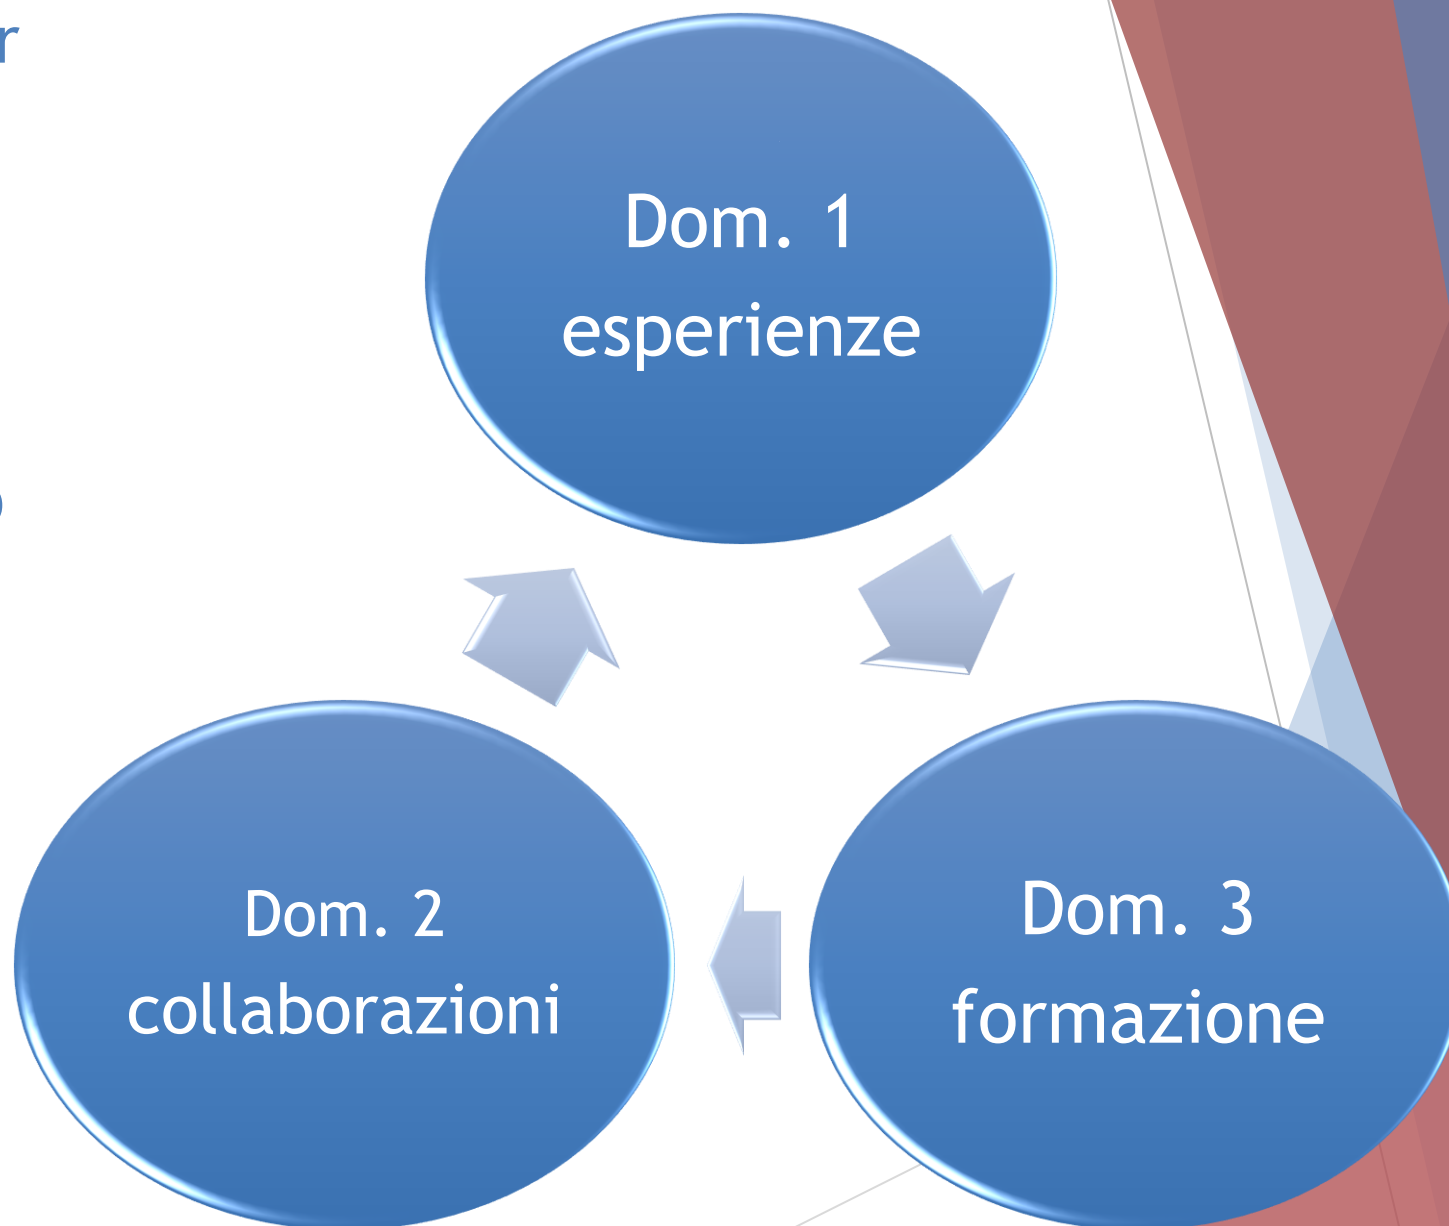 r
Dom. 1
esperienze
Dom. 2
collaborazioni
Dom. 3
formazione